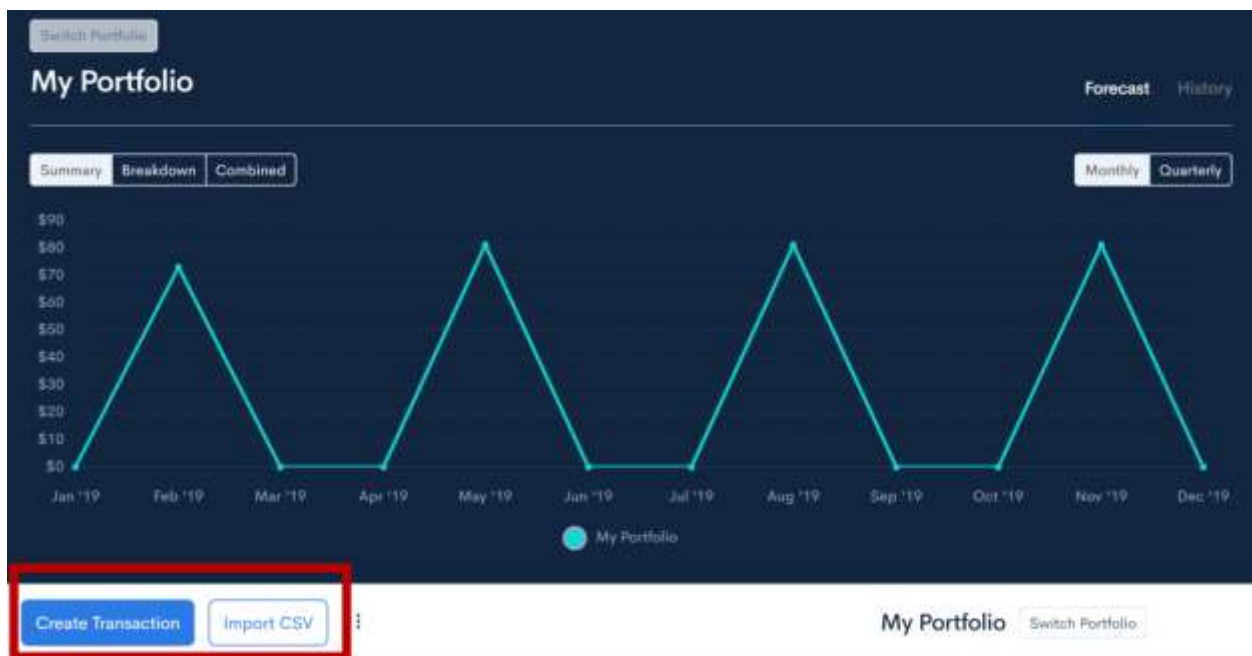 Switch Portfolio
My Portfolio
Forecast History
Summary Breakdown Combined
Monthly Quarterly
$90
$80
$70
$60
$50
$40
$30
$20
$10
$0
Jan '19 Feb '19 Mar '19 Apr '19 May '19 Jun '19 Jul '19 Aug '19 Sep '19 Oct '19 Nov '19 Dec '19
My Portfolio
Create Transaction Import CSV My Portfolio Switch Portfolio